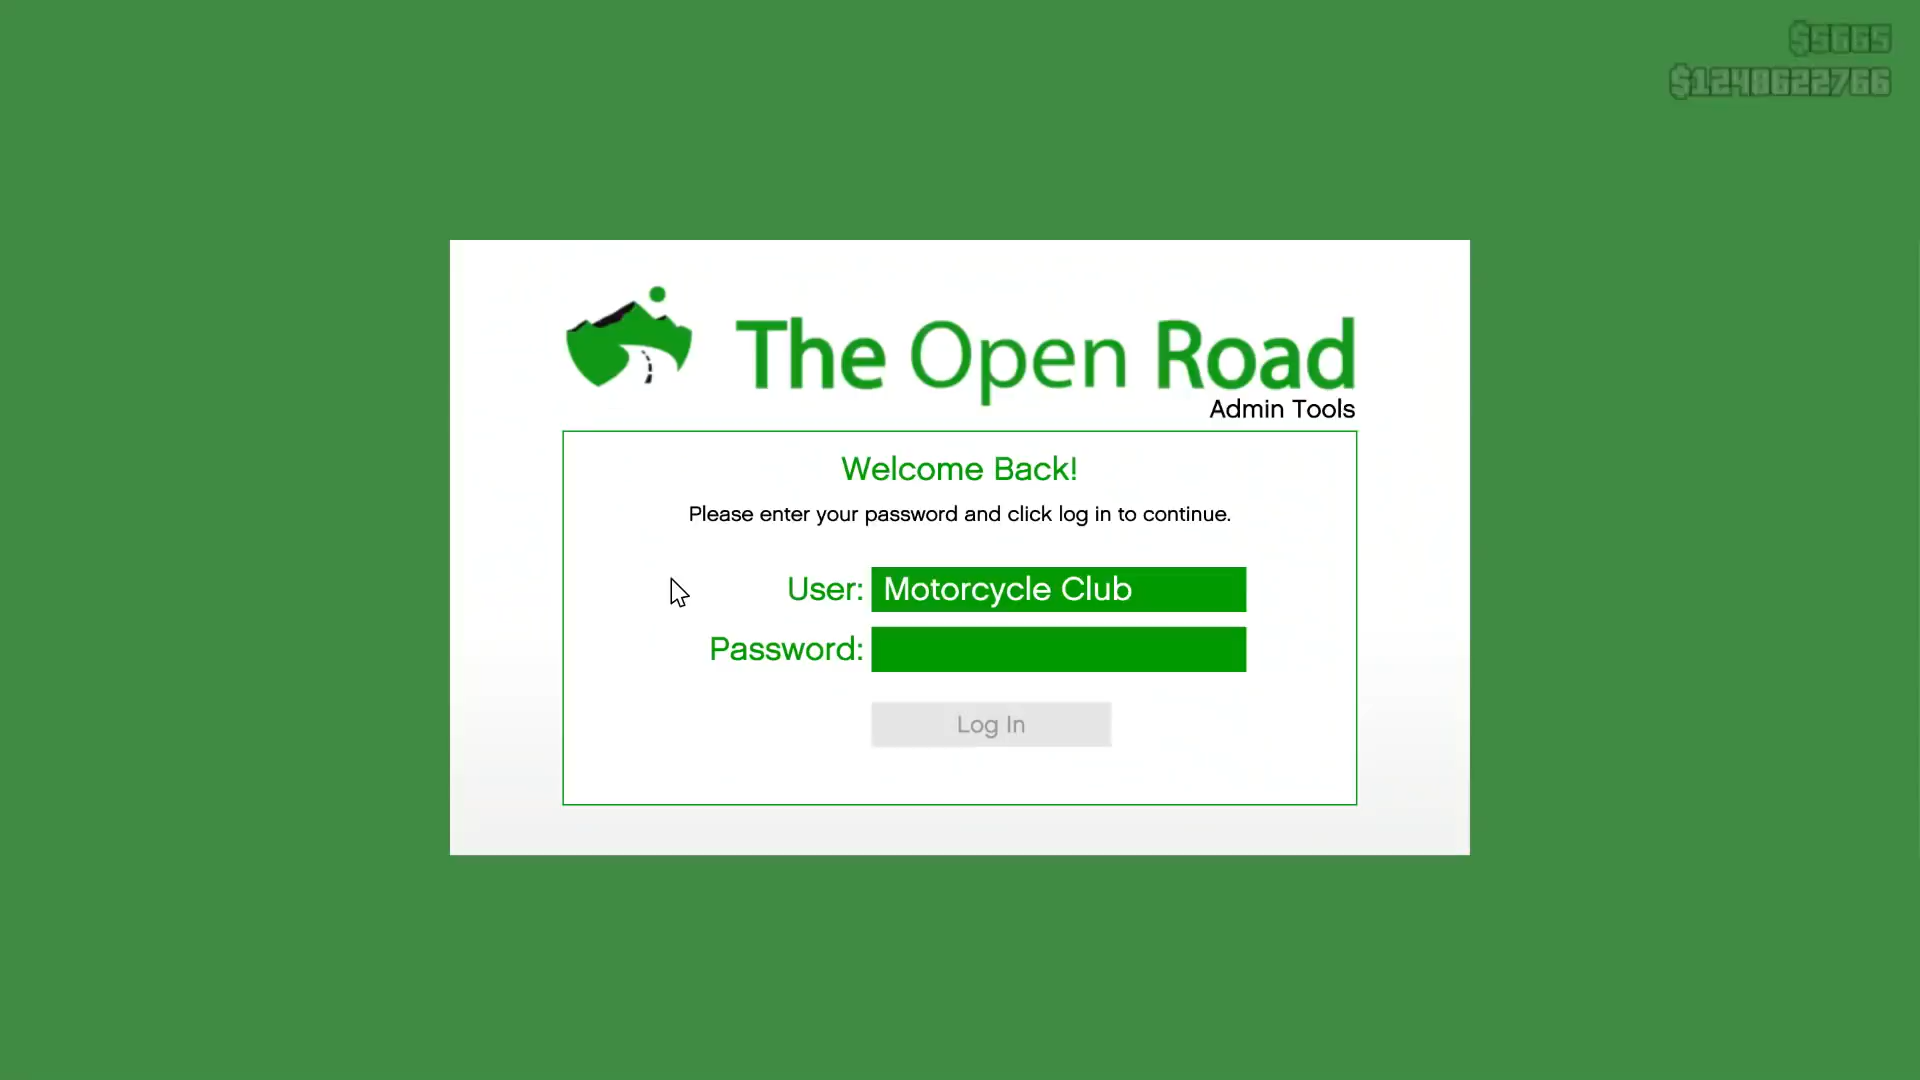 $5665
$1240622766
The Open Road
Admin Tools
Welcome Back!
Please enter your password and click log in to continue.
User: Motorcycle Club
Password:
Log In